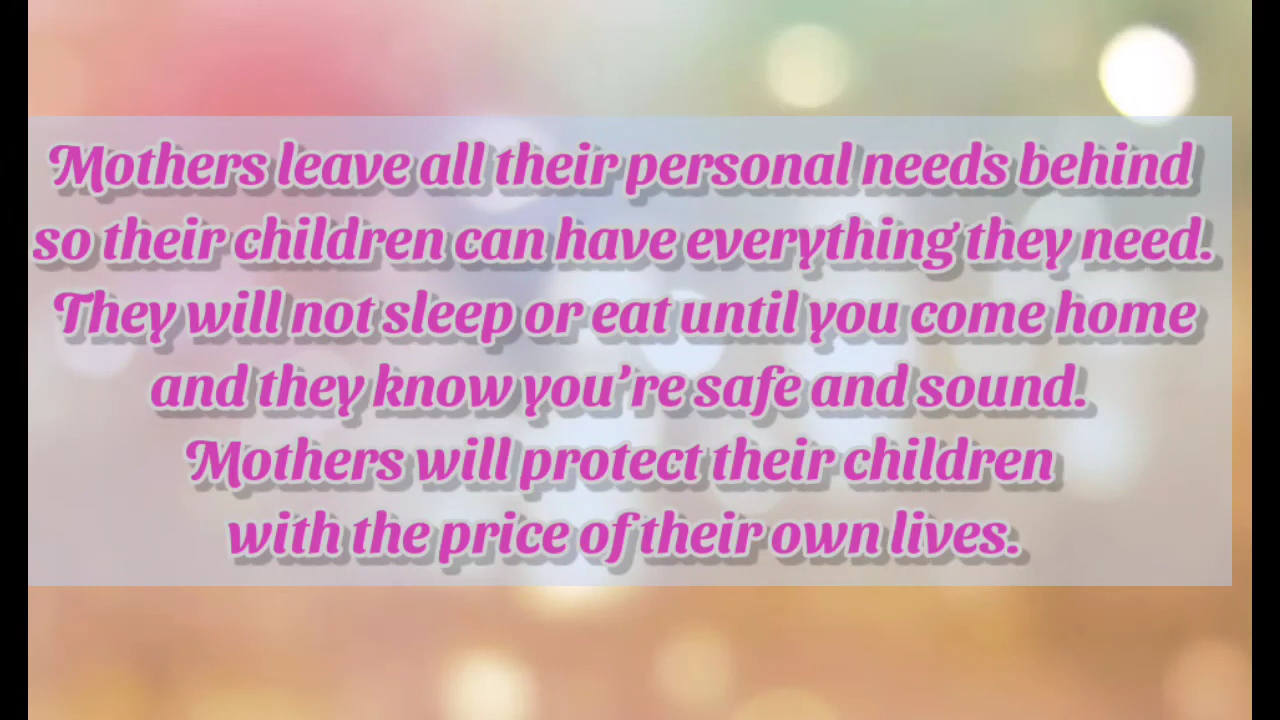 Mothers leave all their personal needs behind
so their children can have everything they need.
They will not sleep or eat until you come home
and they know you’re safe and sound.
Mothers will protect their children
with the price of their own lives.